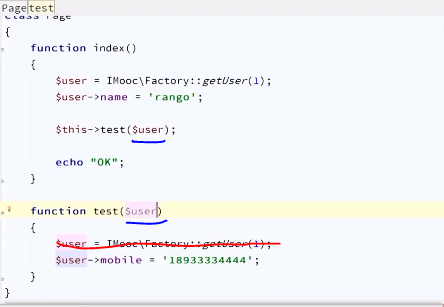 Page test
class Page
{
function index()
{
$user = IMooc\Factory::getUser(1);
$user->name = 'rango';
$this->test($user);
echo "OK";
}
function test($user)
{
$user = IMooc\Factory::getUser(1);
$user->mobile = '18933334444';
}
}